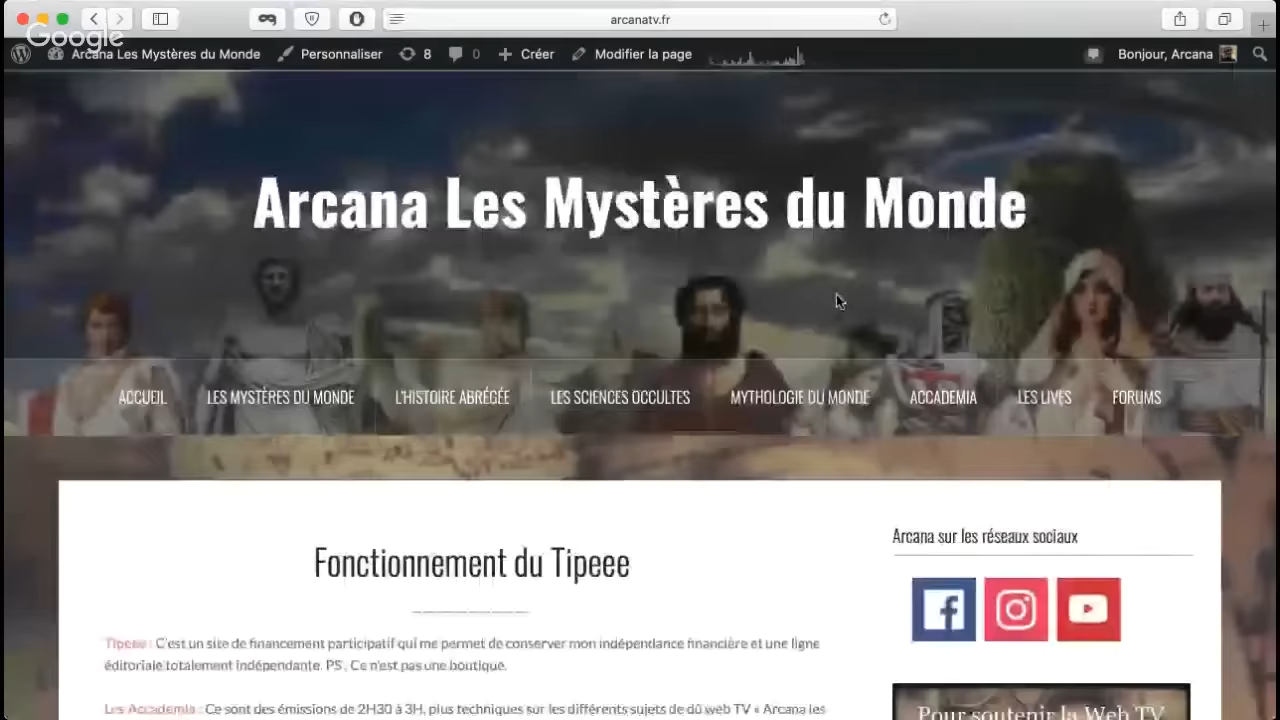 arcanatv.fr
Google
Arcana Les Mystères du Monde Personnaliser 8 0 Créer Modifier la page Bonjour, Arcana
Arcana Les Mystères du Monde
ACCUEIL LES MYSTÈRES DU MONDE L'HISTOIRE ABRÉGÉE LES SCIENCES OCCULTES MYTHOLOGIE DU MONDE ACCADEMIA LES LIVES FORUMS
Arcana sur les réseaux sociaux
Fonctionnement du Tipeee
Tipeee : C'est un site de financement participatif qui me permet de conserver mon indépendance financière et une ligne
éditoriale totalement indépendante. PS : Ce n'est pas une boutique.
Les Accademia : Ce sont des émissions de 2H30 à 3H, plus techniques sur les différents sujets de dû web TV « Arcana les
Pour soutenir la Web TV